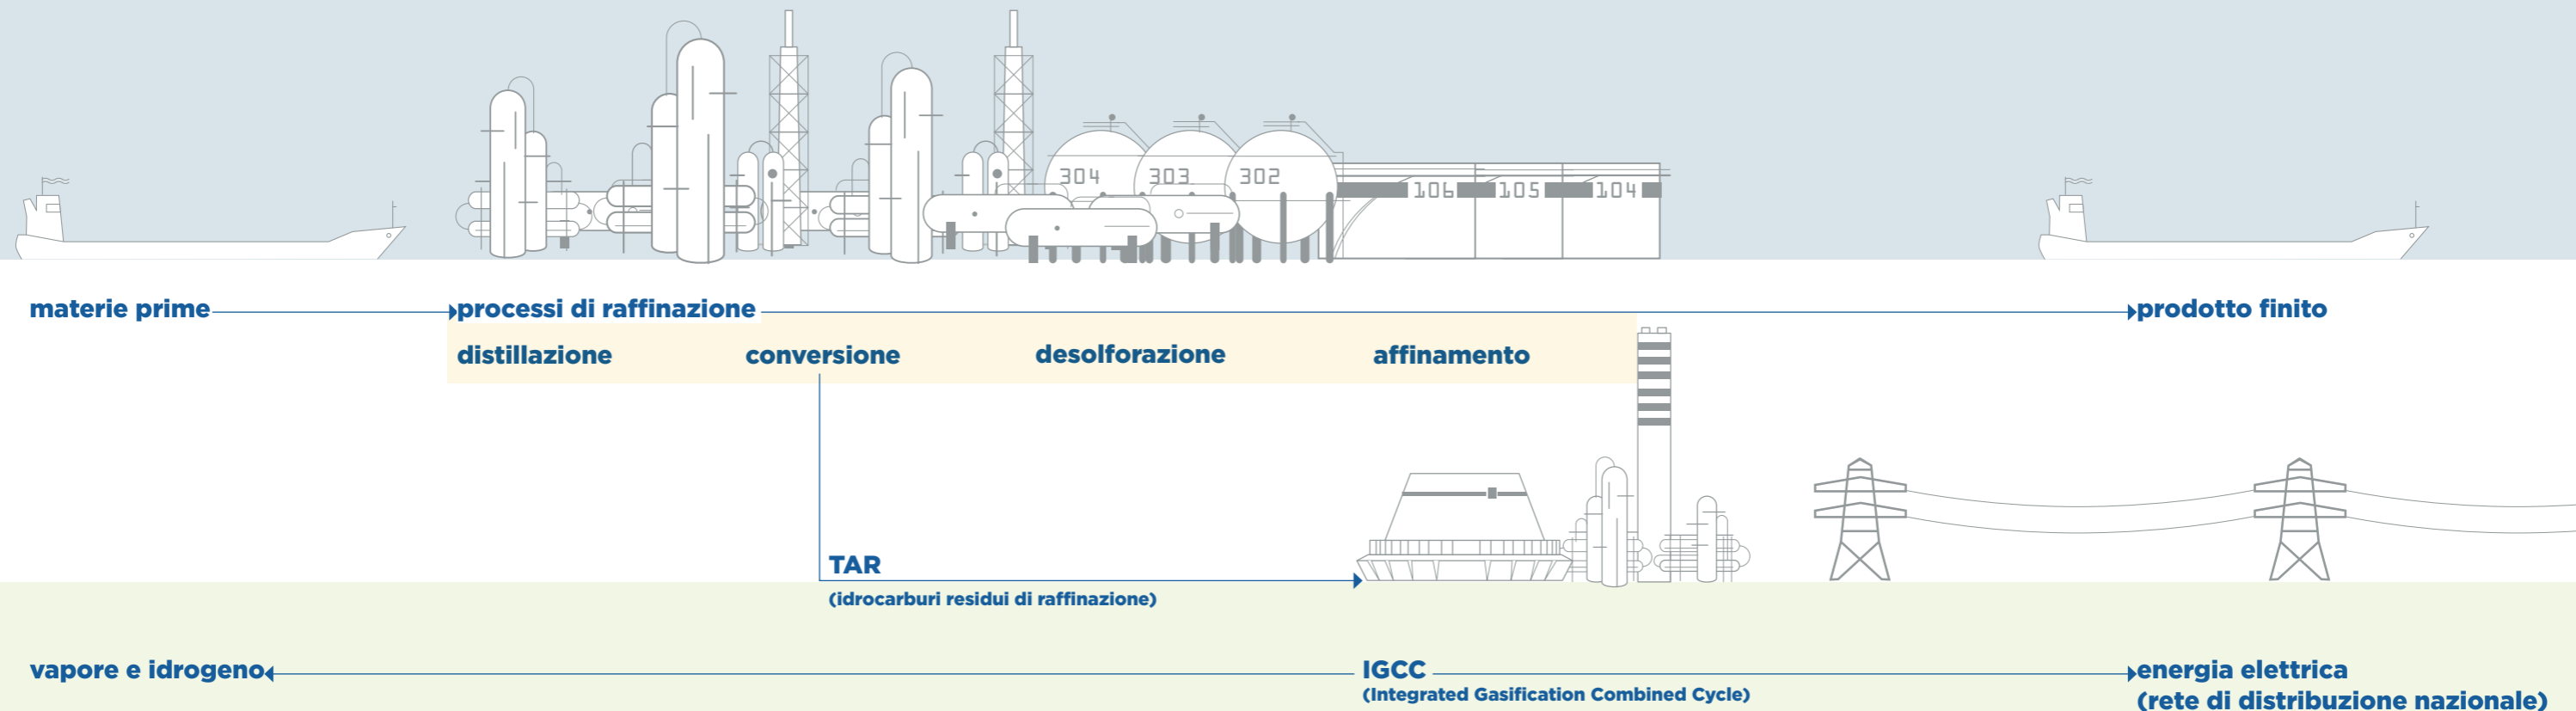 304
303
302
106
105
104
materie prime
processi di raffinazione
prodotto finito
distillazione
conversione
desolforazione
affinamento
TAR
(idrocarburi residui di raffinazione)
vapore e idrogeno
IGCC
(Integrated Gasification Combined Cycle)
energia elettrica
(rete di distribuzione nazionale)